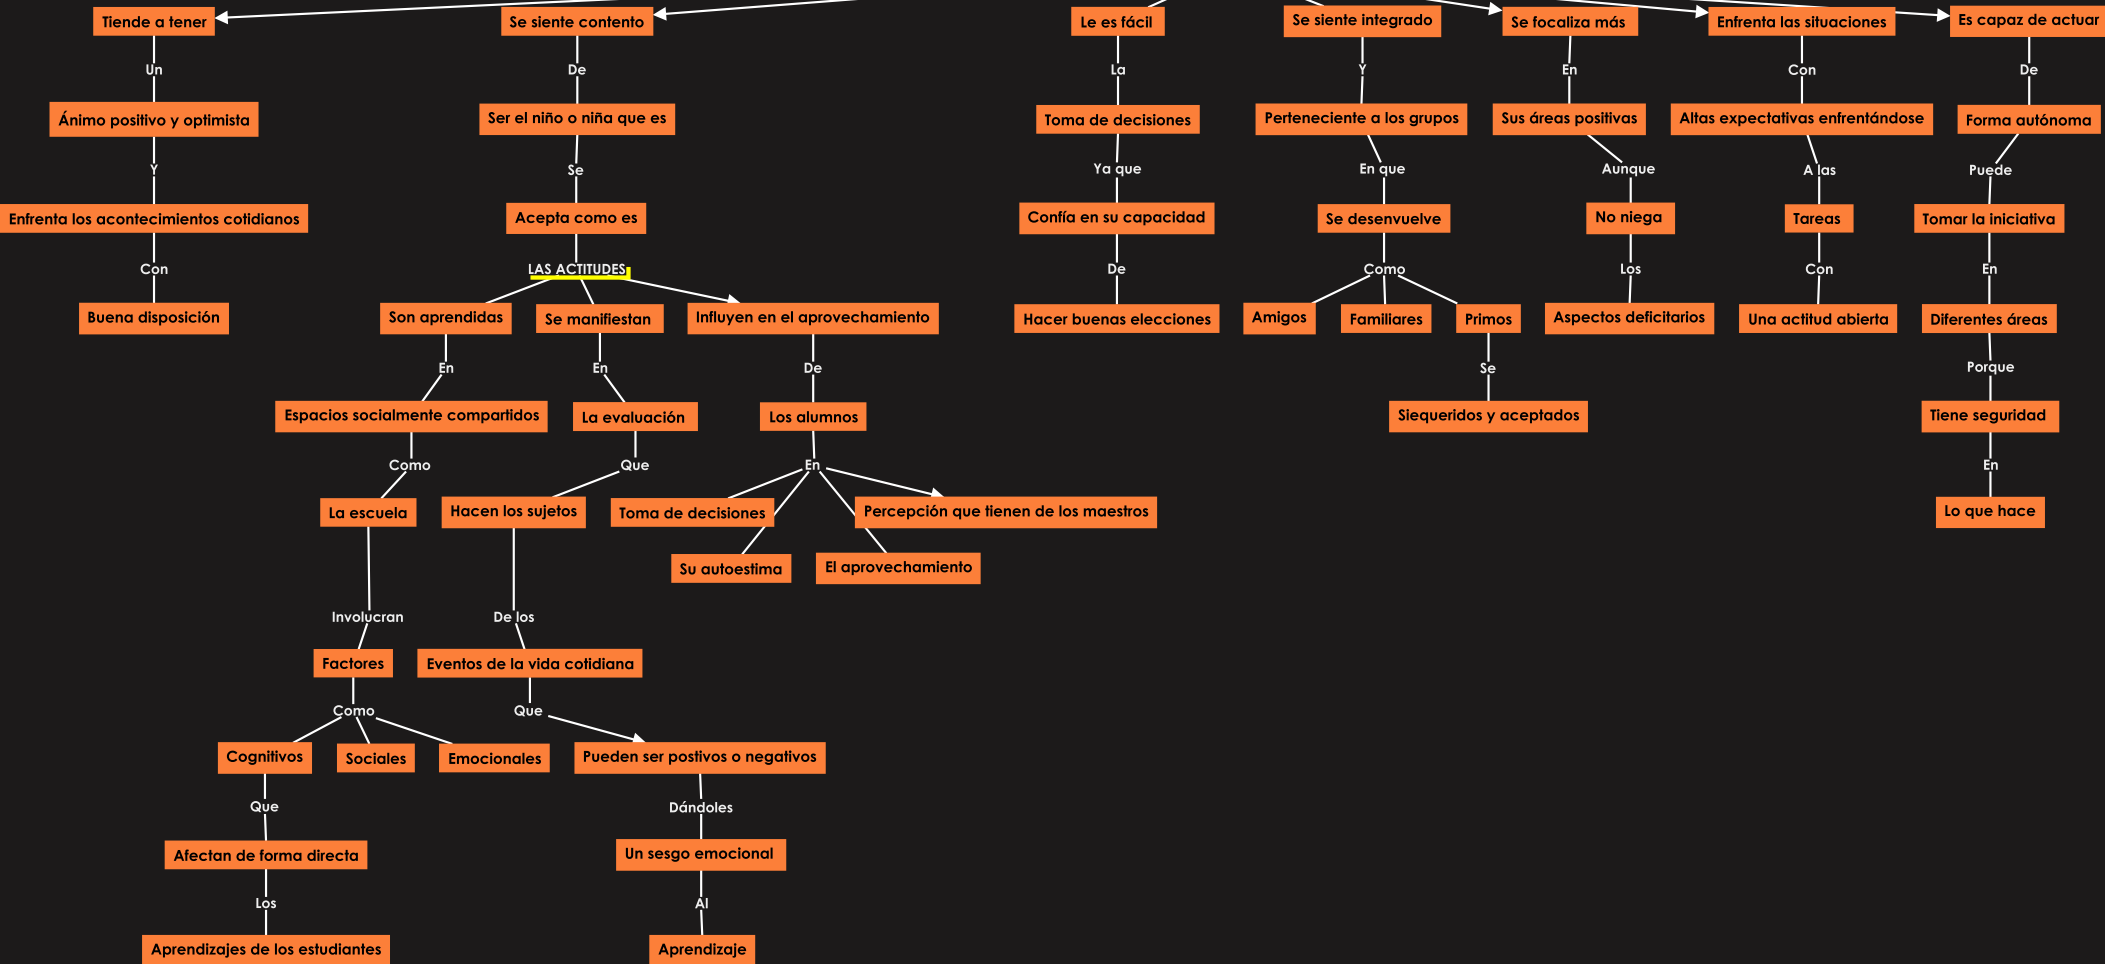 Tiende a tener
Se siente contento
Le es fácil
Se siente integrado
Se focaliza más
Enfrenta las situaciones
Es capaz de actuar
Un
De
La
Y
En
Con
De
Ánimo positivo y optimista
Ser el niño o niña que es
Toma de decisiones
Perteneciente a los grupos
Sus áreas positivas
Altas expectativas enfrentándose
Forma autónoma
Y
Se
Ya que
En que
Aunque
A las
Puede
Enfrenta los acontecimientos cotidianos
Acepta como es
Confía en su capacidad
Se desenvuelve
No niega
Tareas
Tomar la iniciativa
Con
LAS ACTITUDES
De
Como
Los
Con
En
Buena disposición
Son aprendidas
Se manifiestan
Influyen en el aprovechamiento
Hacer buenas elecciones
Amigos
Familiares
Primos
Aspectos deficitarios
Una actitud abierta
Diferentes áreas
En
En
De
Se
Porque
Espacios socialmente compartidos
La evaluación
Los alumnos
Siequeridos y aceptados
Tiene seguridad
Como
Que
En
En
La escuela
Hacen los sujetos
Toma de decisiones
Percepción que tienen de los maestros
Lo que hace
Su autoestima
El aprovechamiento
Involucran
De los
Factores
Eventos de la vida cotidiana
Como
Que
Cognitivos
Sociales
Emocionales
Pueden ser postivos o negativos
Que
Dándoles
Afectan de forma directa
Un sesgo emocional
Los
Al
Aprendizajes de los estudiantes
Aprendizaje